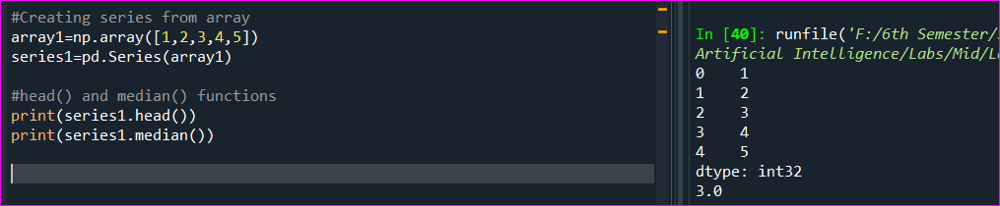 #Creating series from array
array1=np.array([1,2,3,4,5])
series1=pd.Series(array1)
#head() and median() functions
print(series1.head())
print(series1.median())
In [40]: runfile('F:/6th Semester/
Artificial Intelligence/Labs/Mid/
0    1
1    2
2    3
3    4
4    5
dtype: int32
3.0